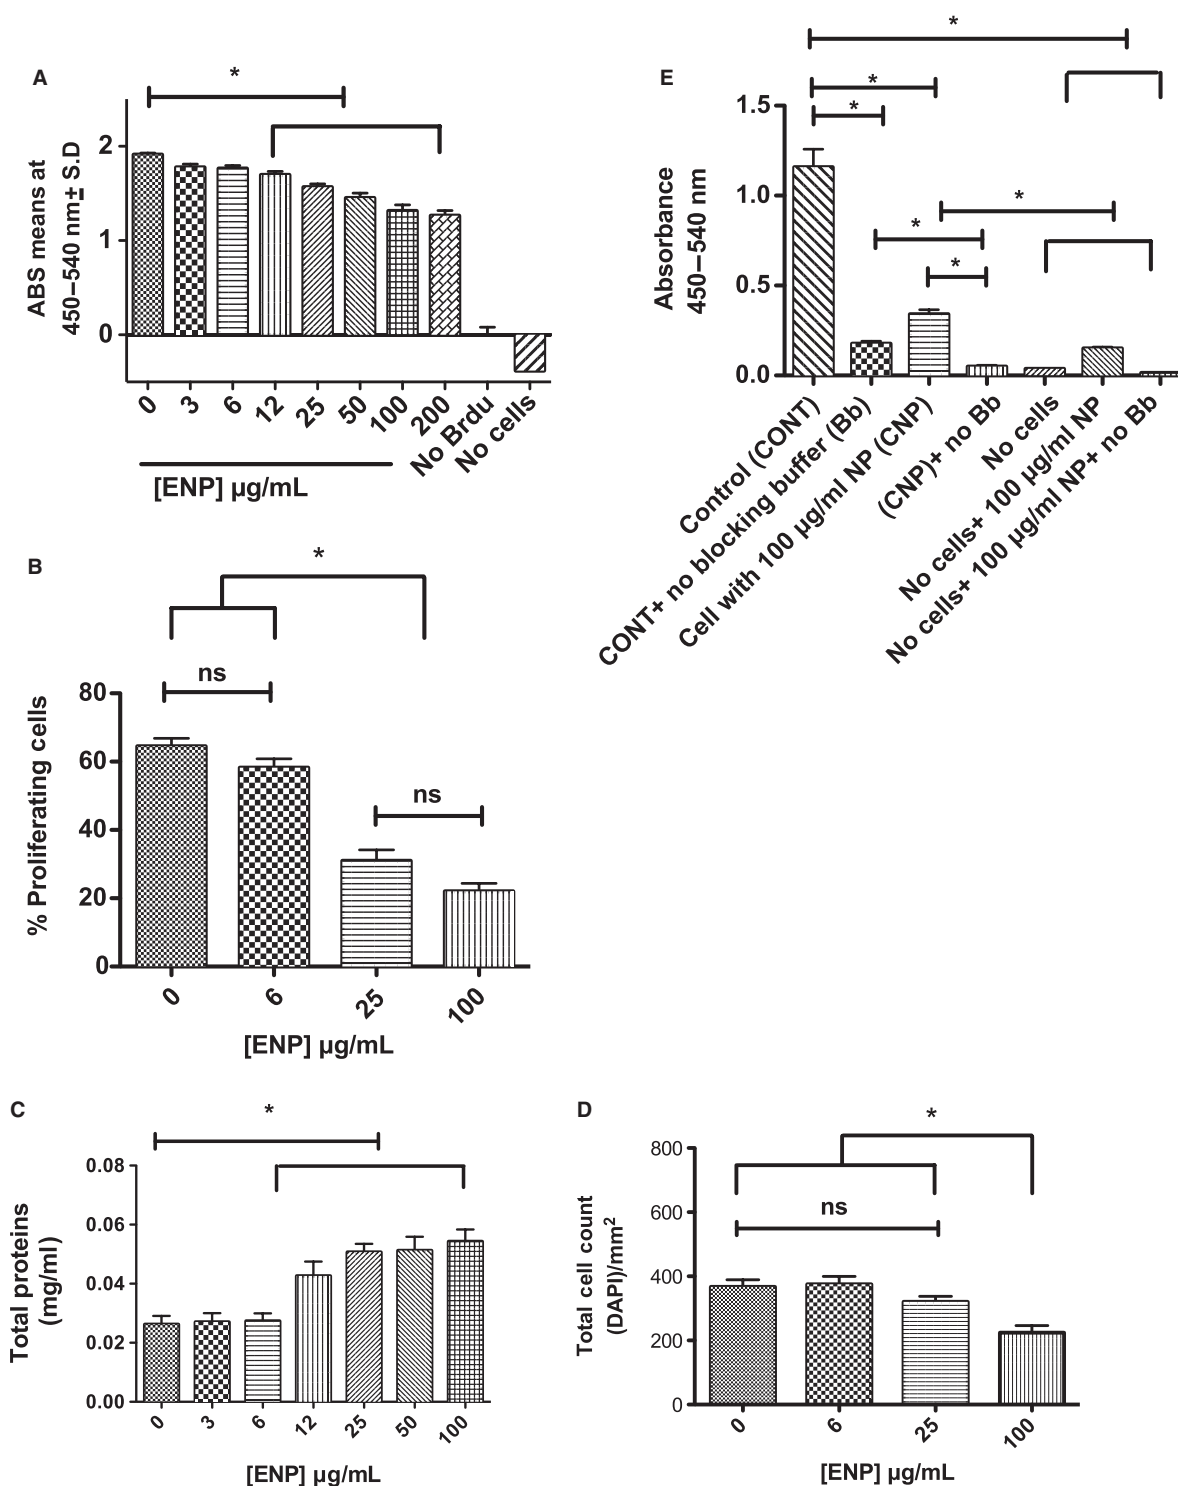 A
*
ABS means at
450–540 nm± S.D
2
1
0
0
3
6
12
25
50
100
200
No Brdu
No cells
[ENP] µg/mL
E
*
*
*
*
*
*
Absorbance
450–540 nm
1.5
1.0
0.5
0.0
Control (CONT)
CONT+ no blocking buffer (Bb)
Cell with 100 µg/ml NP (CNP)
(CNP)+ no Bb
No cells
No cells+ 100 µg/ml NP
No cells+ 100 µg/ml NP+ no Bb
B
*
ns
ns
% Proliferating cells
80
60
40
20
0
0
6
25
100
[ENP] µg/mL
C
*
Total proteins
(mg/ml)
0.08
0.06
0.04
0.02
0.00
0
3
6
12
25
50
100
[ENP] µg/mL
D
*
ns
Total cell count
(DAPI)/mm²
800
600
400
200
0
0
6
25
100
[ENP] µg/mL